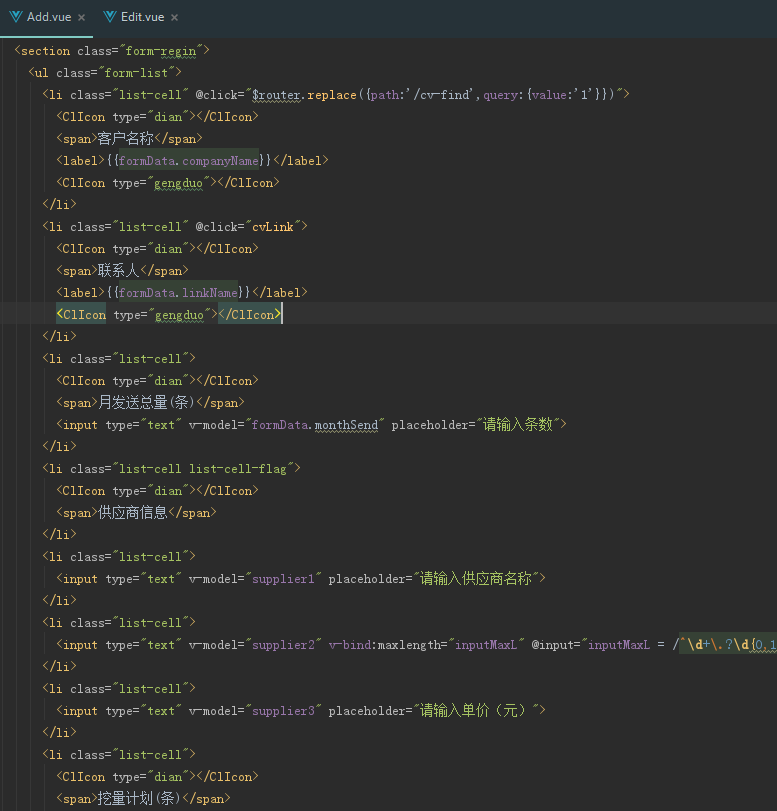 Add.vue × Edit.vue ×
<section class="form-regin">
<ul class="form-list">
<li class="list-cell" @click="$router.replace({path:'/cv-find',query:{value:'1'}})">
<ClIcon type="dian"></ClIcon>
<span>客户名称</span>
<label>{{formData.companyName}}</label>
<ClIcon type="gengduo"></ClIcon>
</li>
<li class="list-cell" @click="cvLink">
<ClIcon type="dian"></ClIcon>
<span>联系人</span>
<label>{{formData.linkName}}</label>
<ClIcon type="gengduo"></ClIcon>
</li>
<li class="list-cell">
<ClIcon type="dian"></ClIcon>
<span>月发送总量(条)</span>
<input type="text" v-model="formData.monthSend" placeholder="请输入条数">
</li>
<li class="list-cell list-cell-flag">
<ClIcon type="dian"></ClIcon>
<span>供应商信息</span>
</li>
<li class="list-cell">
<input type="text" v-model="supplier1" placeholder="请输入供应商名称">
</li>
<li class="list-cell">
<input type="text" v-model="supplier2" v-bind:maxlength="inputMaxL" @input="inputMaxL = /^\d+\.?\d{0,1
</li>
<li class="list-cell">
<input type="text" v-model="supplier3" placeholder="请输入单价（元）">
</li>
<li class="list-cell">
<ClIcon type="dian"></ClIcon>
<span>挖量计划(条)</span>